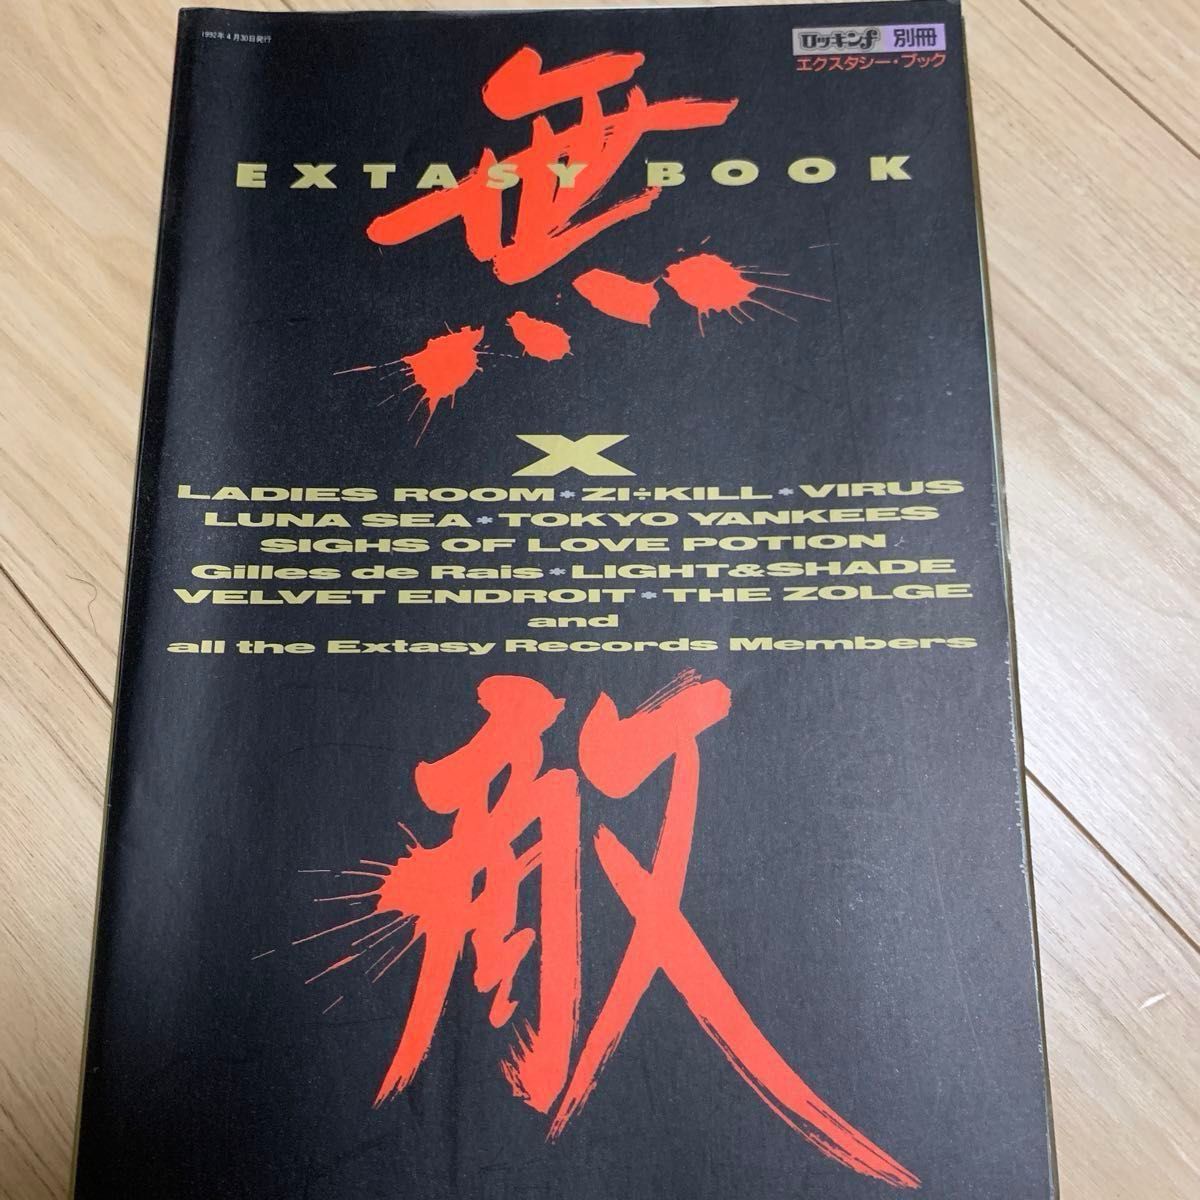 1992年4月30日発行
ロッキンf 別冊
エクスタシー・ブック
無
EXTASY BOOK
X
LADIES ROOM*ZI÷KILL*VIRUS
LUNA SEA*TOKYO YANKEES
SIGHS OF LOVE POTION
Gilles de Rais*LIGHT&SHADE
VELVET ENDROIT*THE ZOLGE
and
all the Extasy Records Members
敵